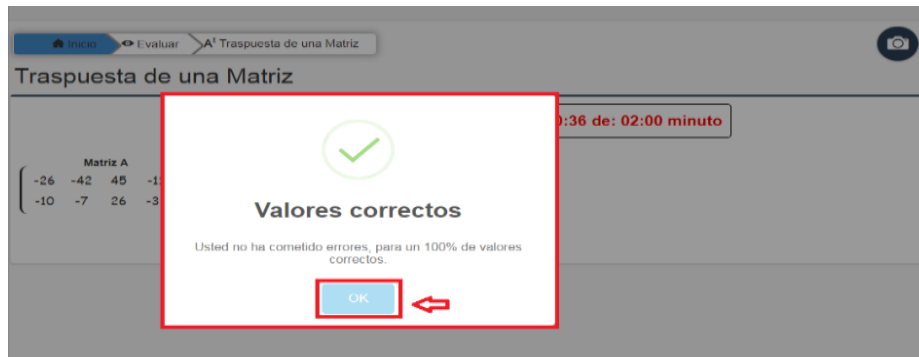 Inicio Evaluar Aᵗ Traspuesta de una Matriz
Traspuesta de una Matriz
:36 de: 02:00 minuto
Matriz A
-26 -42 45
-10 -7 26
Valores correctos
Usted no ha cometido errores, para un 100% de valores
correctos.
OK